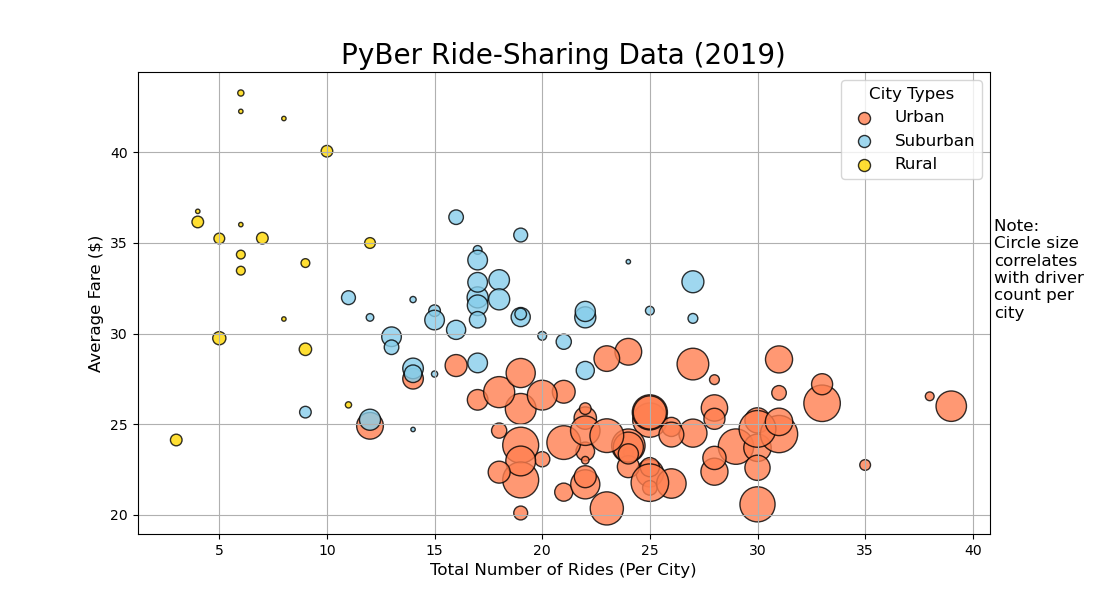 PyBer Ride-Sharing Data (2019)
City Types
Urban
Suburban
Rural
40
35
30
25
20
Average Fare ($)
Note:
Circle size
correlates
with driver
count per
city
5 10 15 20 25 30 35 40
Total Number of Rides (Per City)